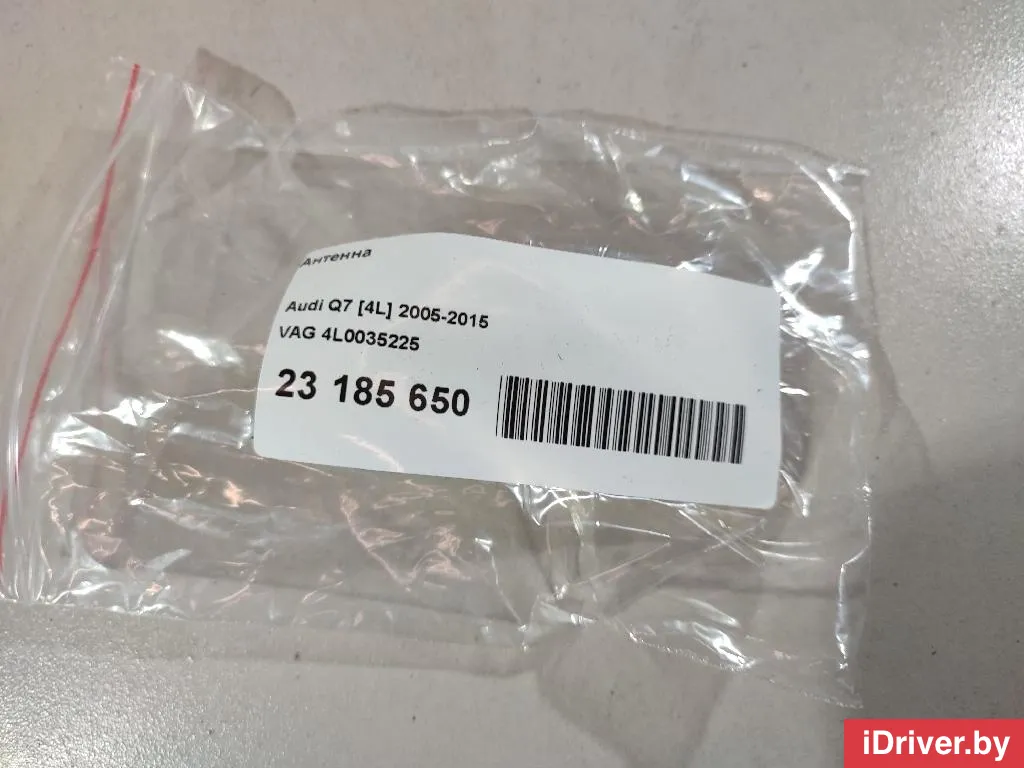 Антенна
Audi Q7 [4L] 2005-2015
VAG 4L0035225
23 185 650
iDriver.by